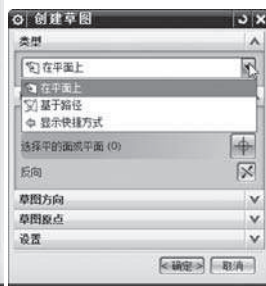 创建草图
类型
在平面上
在平面上
基于路径
显示快捷方式
选择平的面或平面 (0)
反向
草图方向
草图原点
设置
<确定> 取消